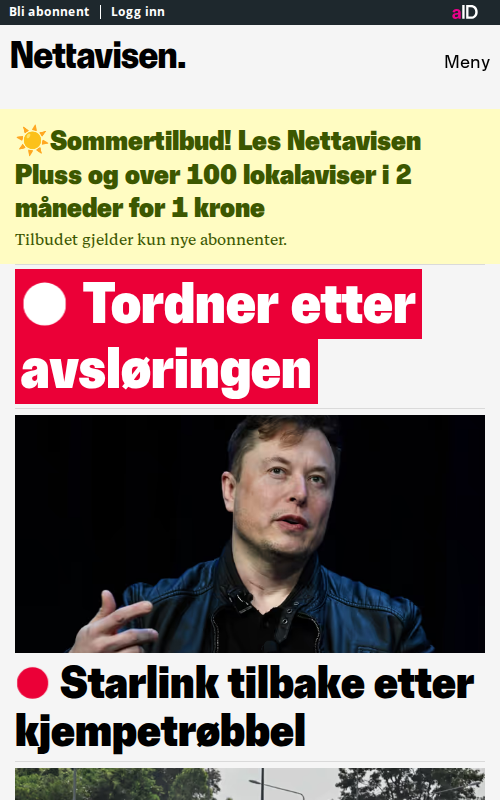 Bli abonnent | Logg inn
aID
Nettavisen.
Meny
☀️Sommertilbud! Les Nettavisen
Pluss og over 100 lokalaviser i 2
måneder for 1 krone
Tilbudet gjelder kun nye abonnenter.
Tordner etter
avsløringen
Starlink tilbake etter
kjempetrøbbel